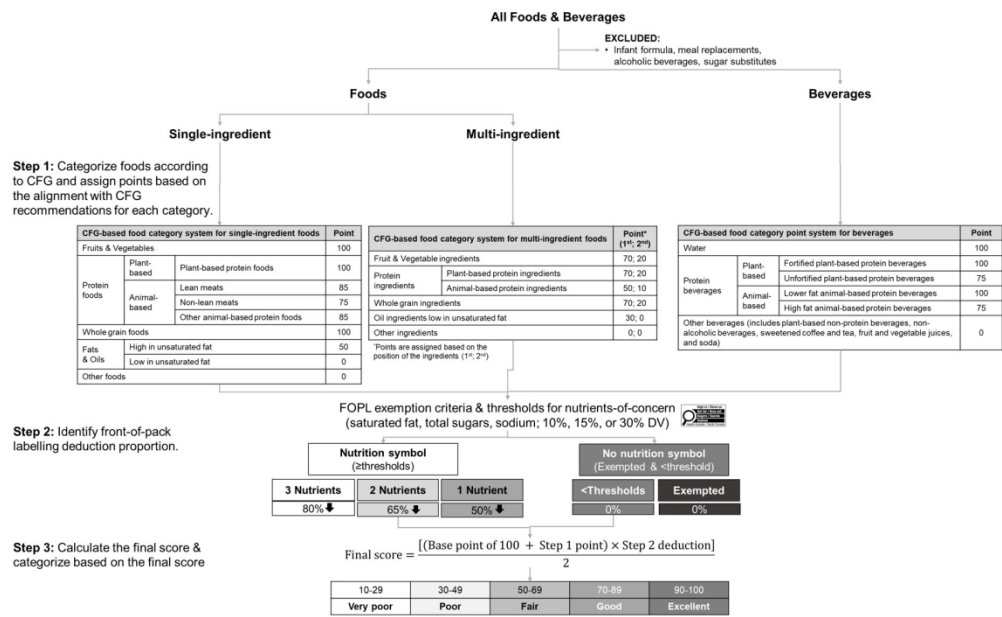 All Foods & Beverages
EXCLUDED:
• Infant formula, meal replacements,
alcoholic beverages, sugar substitutes
Foods
Beverages
Single-ingredient
Multi-ingredient
Step 1: Categorize foods according
to CFG and assign points based on
the alignment with CFG
recommendations for each category.
CFG-based food category system for single-ingredient foods Point
Fruits & Vegetables 100
Protein foods Plant-based Plant-based protein foods 100
Animal-based Lean meats 85
Non-lean meats 75
Other animal-based protein foods 85
Whole grain foods 100
Fats & Oils High in unsaturated fat 50
Low in unsaturated fat 0
Other foods 0
CFG-based food category system for multi-ingredient foods Point* (1st; 2nd)
Fruit & Vegetable ingredients 70; 20
Protein ingredients Plant-based protein ingredients 70; 20
Animal-based protein ingredients 50; 10
Whole grain ingredients 70; 20
Oil ingredients low in unsaturated fat 30; 0
Other ingredients 0; 0
*Points are assigned based on the
position of the ingredients (1st; 2nd)
CFG-based food category point system for beverages Point
Water 100
Protein beverages Plant-based Fortified plant-based protein beverages 100
Unfortified plant-based protein beverages 75
Animal-based Lower fat animal-based protein beverages 100
High fat animal-based protein beverages 75
Other beverages (includes plant-based non-protein beverages, non-
alcoholic beverages, sweetened coffee and tea, fruit and vegetable juices,
and soda) 0
FOPL exemption criteria & thresholds for nutrients-of-concern
(saturated fat, total sugars, sodium; 10%, 15%, or 30% DV)
Step 2: Identify front-of-pack
labelling deduction proportion.
Nutrition symbol
(≥thresholds)
No nutrition symbol
(Exempted & <threshold)
3 Nutrients 2 Nutrients 1 Nutrient <Thresholds Exempted
80% 65% 50% 0% 0%
Step 3: Calculate the final score &
categorize based on the final score
Final score = [(Base point of 100 + Step 1 point) × Step 2 deduction] / 2
10-29 30-49 50-69 70-89 90-100
Very poor Poor Fair Good Excellent